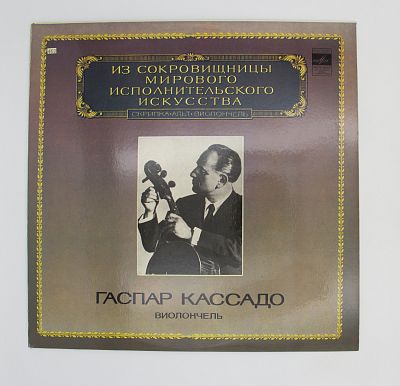 ИЗ СОКРОВИЩНИЦЫ
МИРОВОГО
ИСПОЛНИТЕЛЬСКОГО
ИСКУССТВА
СКРИПКА•АЛЬТ•ВИОЛОНЧЕЛЬ
ГАСПАР КАССАДО
ВИОЛОНЧЕЛЬ